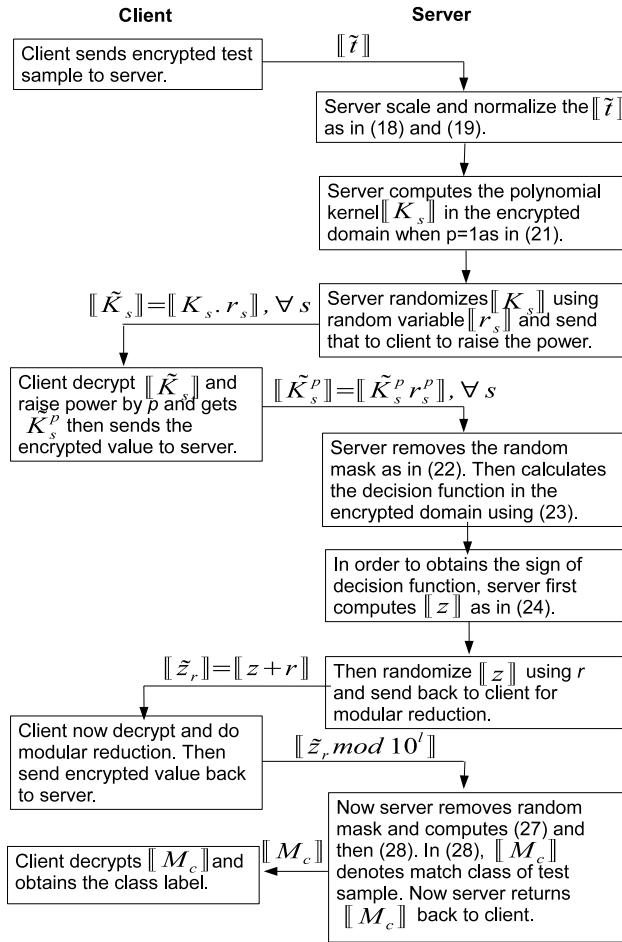 Client
Server
Client sends encrypted test
sample to server.
⟦t̃⟧
Server scale and normalize the ⟦t̃⟧
as in (18) and (19).
Server computes the polynomial
kernel⟦K_s⟧ in the encrypted
domain when p=1as in (21).
⟦K̃_s⟧=⟦K_s.r_s⟧,∀ s
Server randomizes⟦K_s⟧ using
random variable⟦r_s⟧ and send
that to client to raise the power.
Client decrypt ⟦K̃_s⟧ and
raise power by p and gets
K̃_s^p then sends the
encrypted value to server.
⟦K̃_s^p⟧=⟦K̃_s^p r_s^p⟧,∀ s
Server removes the random
mask as in (22). Then calculates
the decision function in the
encrypted domain using (23).
In order to obtains the sign of
decision function, server first
computes ⟦z⟧ as in (24).
⟦z̃_r⟧=⟦z+r⟧
Then randomize ⟦z⟧ using r
and send back to client for
modular reduction.
Client now decrypt and do
modular reduction. Then
send encrypted value back
to server.
⟦z̃_r mod 10^l⟧
Now server removes random
mask and computes (27) and
then (28). In (28), ⟦M_c⟧
denotes match class of test
sample. Now server returns
⟦M_c⟧ back to client.
⟦M_c⟧
Client decrypts ⟦M_c⟧ and
obtains the class label.